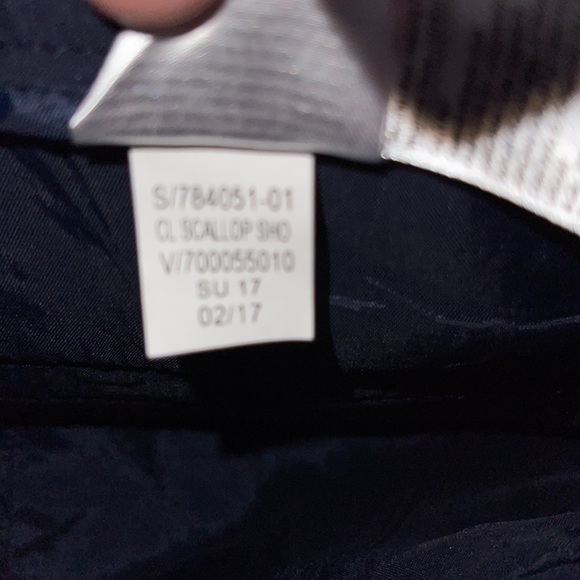 S/784051-01
CL SCALLOP SHO
V/700055010
SU 17
02/17